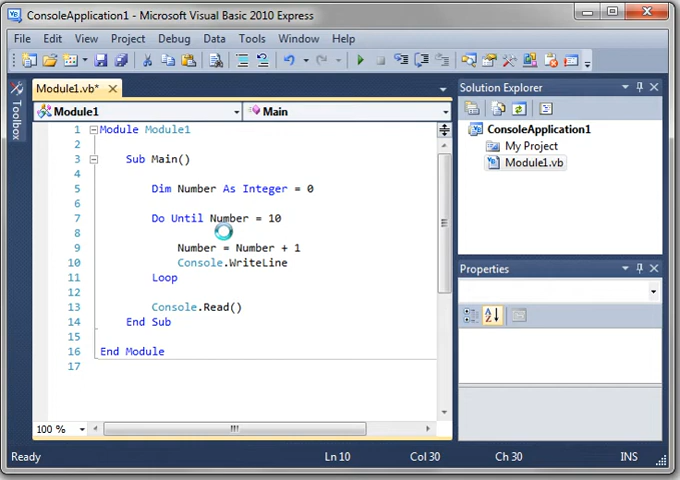 ConsoleApplication1 - Microsoft Visual Basic 2010 Express
File Edit View Project Debug Data Tools Window Help
Module1.vb*
Solution Explorer
Toolbox
Module1 Main
ConsoleApplication1
My Project
Module1.vb
1 Module Module1
2
3 Sub Main()
4
5 Dim Number As Integer = 0
6
7 Do Until Number = 10
8
9 Number = Number + 1
10 Console.WriteLine
11 Loop
12
13 Console.Read()
14 End Sub
15
16 End Module
17
Properties
100 %
Ready Ln 10 Col 30 Ch 30 INS